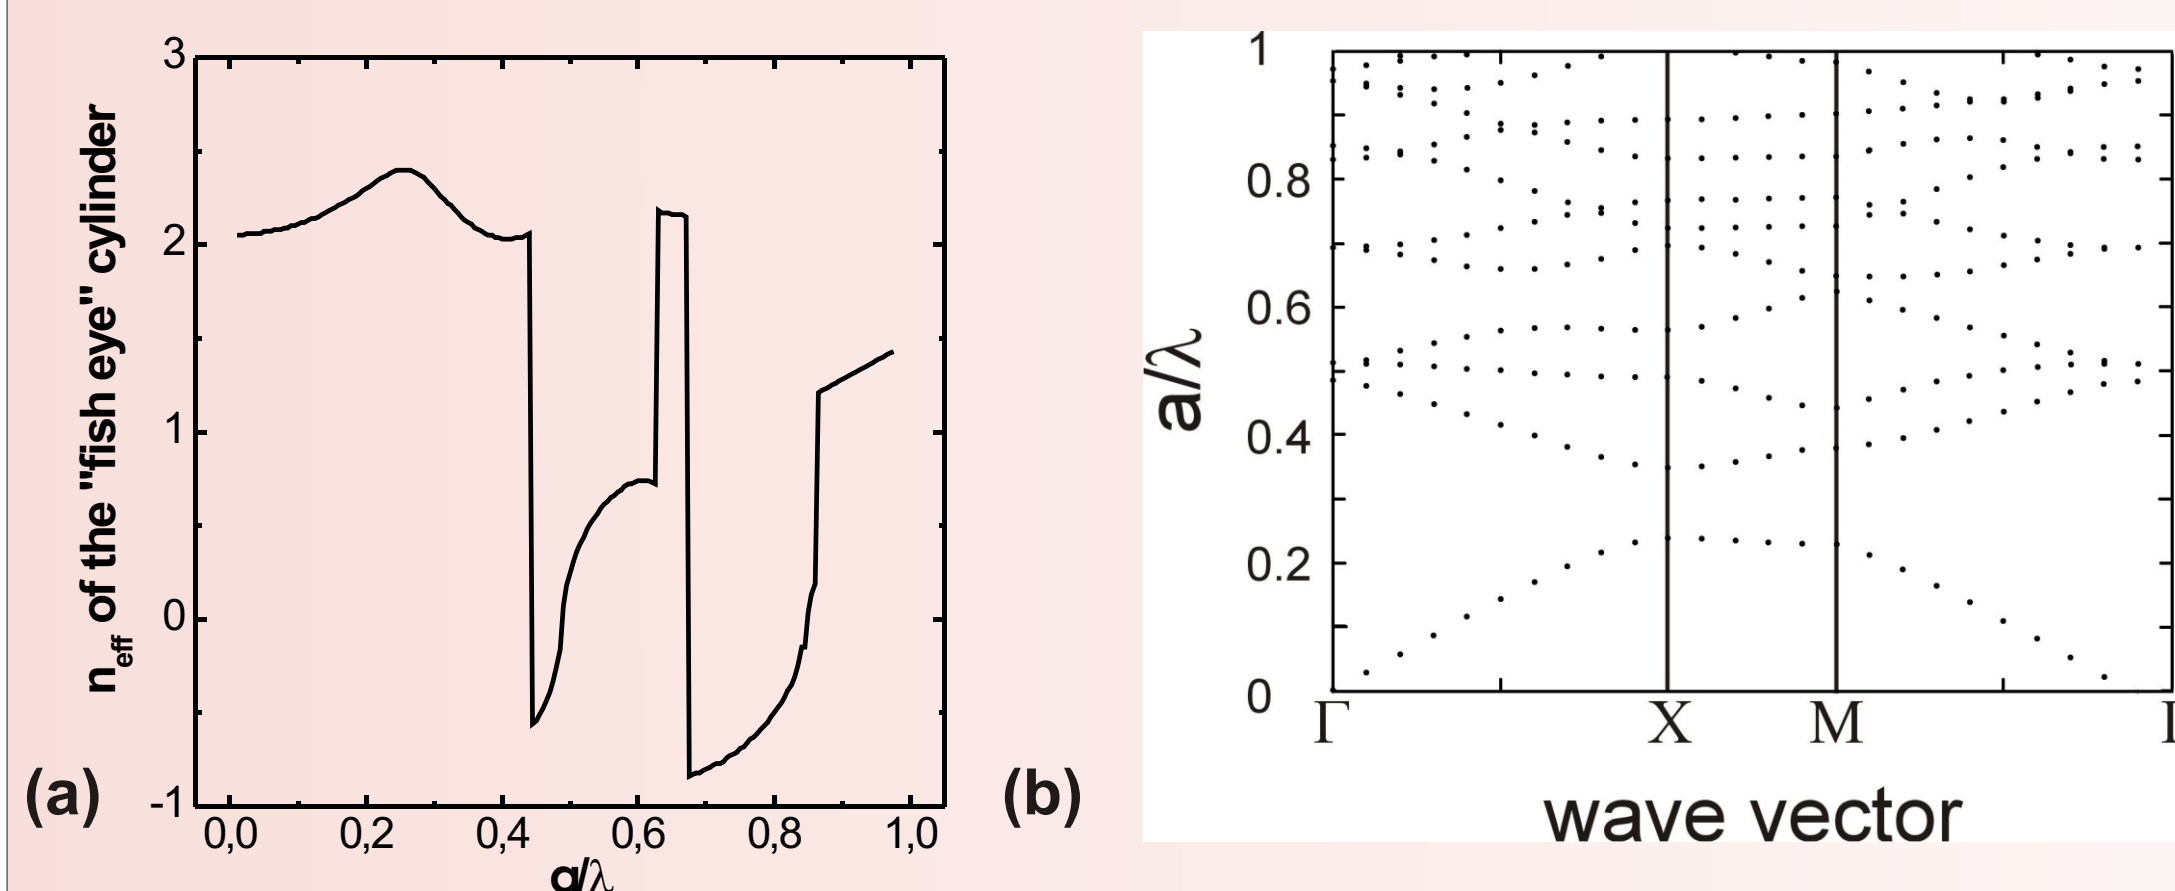 n_eff of the "fish eye" cylinder
3
2
1
0
-1
0,0 0,2 0,4 0,6 0,8 1,0
(a)
a/λ
1
0.8
0.6
0.4
0.2
0
Γ X M
wave vector
(b)